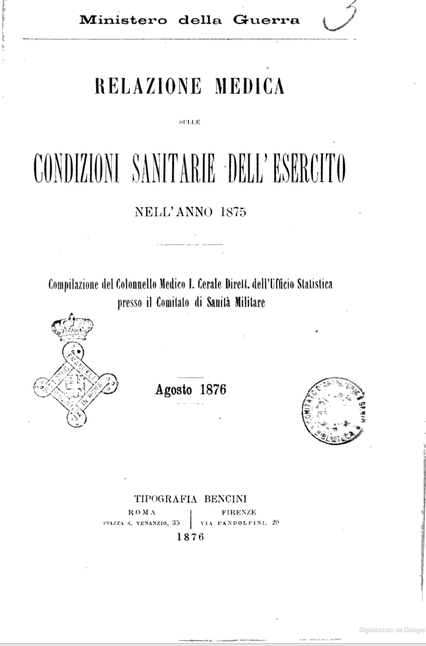 Ministero della Guerra
3
RELAZIONE MEDICA
SULLE
CONDIZIONI SANITARIE DELL'ESERCITO
NELL'ANNO 1875
Compilazione del Colonnello Medico I. Cerale Dirett. dell'Ufficio Statistica
presso il Comitato di Sanità Militare
Agosto 1876
TIPOGRAFIA BENCINI
ROMA
PIAZZA S. VENANZIO, 35
FIRENZE
VIA PANDOLFINI, 20
1876
Digitalizzato da Google